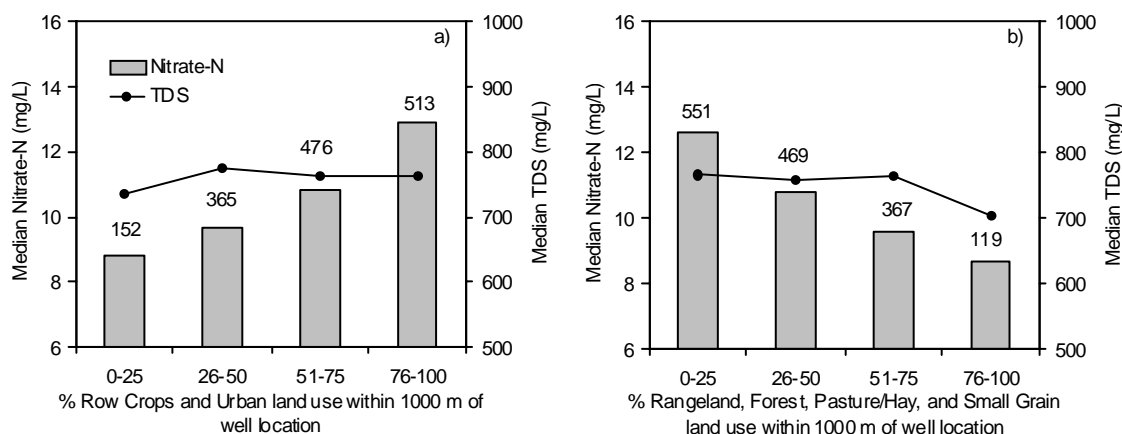 a)
Median Nitrate-N (mg/L)
16
14
12
10
8
6
Nitrate-N
TDS
152
365
476
513
1000
900
800
700
600
500
Median TDS (mg/L)
0-25 26-50 51-75 76-100
% Row Crops and Urban land use within 1000 m of
well location
b)
Median Nitrate-N (mg/L)
16
14
12
10
8
6
551
469
367
119
1000
900
800
700
600
500
Median TDS (mg/L)
0-25 26-50 51-75 76-100
% Rangeland, Forest, Pasture/Hay, and Small Grain
land use within 1000 m of well location